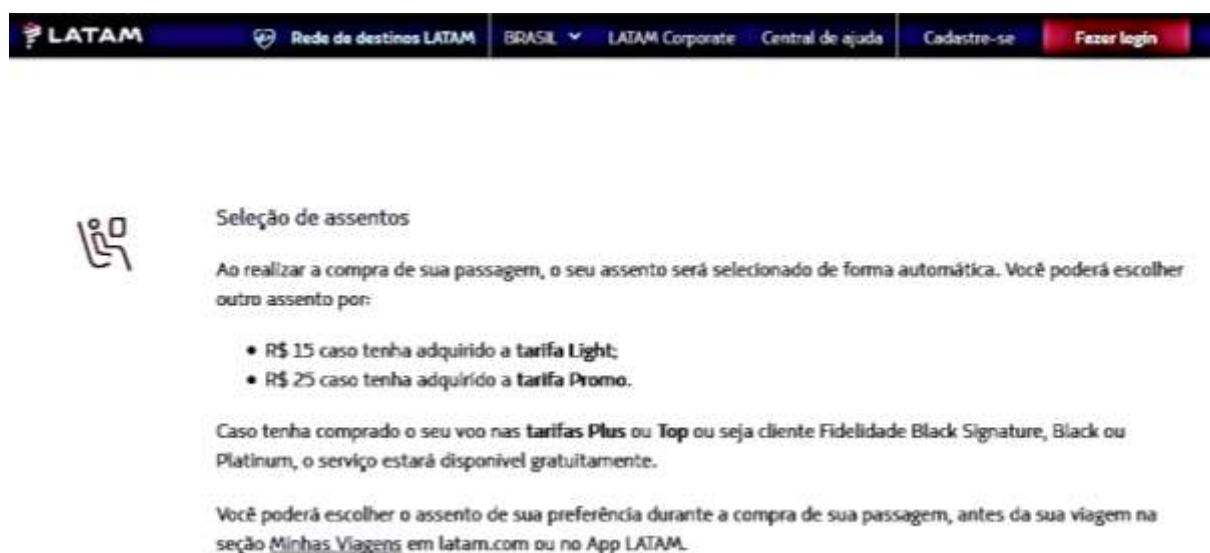 LATAM Rede de destinos LATAM BRASIL LATAM Corporate Central de ajuda Cadastre-se Fazer login
Seleção de assentos
Ao realizar a compra de sua passagem, o seu assento será selecionado de forma automática. Você poderá escolher
outro assento por:
• R$ 15 caso tenha adquirido a tarifa Light;
• R$ 25 caso tenha adquirido a tarifa Promo.
Caso tenha comprado o seu voo nas tarifas Plus ou Top ou seja cliente Fidelidade Black Signature, Black ou
Platinum, o serviço estará disponível gratuitamente.
Você poderá escolher o assento de sua preferência durante a compra de sua passagem, antes da sua viagem na
seção Minhas Viagens em latam.com ou no App LATAM.